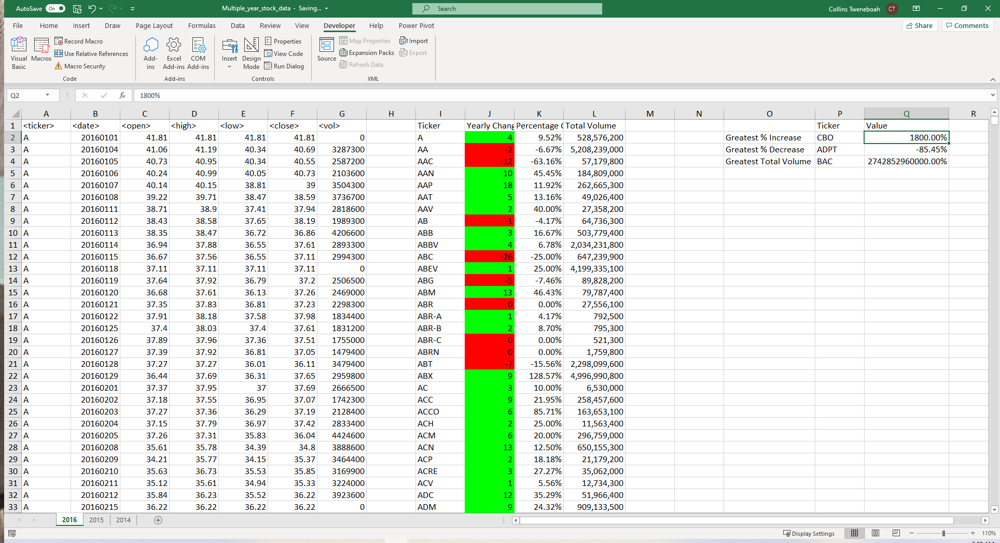 AutoSave On Multiple_year_stock_data - Saving... Search Collins Tweneboah CT
File Home Insert Draw Page Layout Formulas Data Review View Developer Help Power Pivot Share Comments
Visual Basic Macros Record Macro Use Relative References Macro Security Code
Add-ins Excel Add-ins COM Add-ins Add-ins
Insert Design Mode Properties View Code Run Dialog Controls
Source Map Properties Expansion Packs Refresh Data Import Export XML
Q2 fx 1800%
A B C D E F G H I J K L M N O P Q R
1 <ticker> <date> <open> <high> <low> <close> <vol> Ticker Yearly Chang Percentage C Total Volume Ticker Value
2 A 20160101 41.81 41.81 41.81 41.81 0 A 4 9.52% 528,576,200 Greatest % Increase CBO 1800.00%
3 A 20160104 41.06 41.19 40.34 40.69 3287300 AA -2 -6.67% 5,208,239,000 Greatest % Decrease ADPT -85.45%
4 A 20160105 40.73 40.95 40.34 40.55 2587200 AAC -12 -63.16% 57,179,800 Greatest Total Volume BAC 2742852960000.00%
5 A 20160106 40.24 40.99 40.05 40.73 2103600 AAN 10 45.45% 184,809,000
6 A 20160107 40.14 40.15 38.81 39 3504300 AAP 18 11.92% 262,665,300
7 A 20160108 39.22 39.71 38.47 38.59 3736700 AAT 5 13.16% 49,026,400
8 A 20160111 38.71 38.9 37.41 37.94 2818600 AAV 2 40.00% 27,358,200
9 A 20160112 38.43 38.58 37.65 38.19 1989300 AB -1 -4.17% 64,736,300
10 A 20160113 38.35 38.47 36.72 36.86 4206600 ABB 3 16.67% 503,779,400
11 A 20160114 36.94 37.88 36.55 37.61 2893300 ABBV 4 6.78% 2,034,231,800
12 A 20160115 36.67 37.56 36.55 37.11 2994300 ABC -26 -25.00% 647,239,900
13 A 20160118 37.11 37.11 37.11 37.11 0 ABEV 1 25.00% 4,199,335,100
14 A 20160119 37.64 37.92 36.79 37.2 2506500 ABG -5 -7.46% 89,828,200
15 A 20160120 36.68 37.61 36.13 37.26 2469000 ABM 13 46.43% 79,787,400
16 A 20160121 37.35 37.83 36.81 37.23 2298300 ABR 0 0.00% 27,556,100
17 A 20160122 37.91 38.18 37.58 37.98 1834400 ABR-A 1 4.17% 792,500
18 A 20160125 37.4 38.03 37.4 37.61 1831200 ABR-B 2 8.70% 795,300
19 A 20160126 37.89 37.96 37.36 37.51 1755000 ABR-C 0 0.00% 521,300
20 A 20160127 37.39 37.92 36.81 37.05 1479400 ABRN 0 0.00% 1,759,800
21 A 20160128 37.27 37.27 36.01 36.11 3479400 ABT -7 -15.56% 2,298,099,600
22 A 20160129 36.44 37.69 36.31 37.65 2959800 ABX 9 128.57% 4,996,990,800
23 A 20160201 37.37 37.95 37 37.69 2666500 AC 3 10.00% 6,530,000
24 A 20160202 37.18 37.55 36.95 37.07 1742300 ACC 9 21.95% 258,457,600
25 A 20160203 37.27 37.36 36.29 37.19 2128400 ACCO 6 85.71% 163,653,100
26 A 20160204 37.15 37.79 36.97 37.42 2833400 ACH 2 25.00% 11,563,400
27 A 20160205 37.26 37.31 35.83 36.04 4424600 ACM 6 20.00% 296,759,000
28 A 20160208 35.61 35.78 34.39 34.8 3888600 ACN 13 12.50% 650,155,300
29 A 20160209 34.21 35.77 34.15 35.37 3464400 ACP 2 18.18% 21,179,200
30 A 20160210 35.63 36.73 35.53 35.85 3169900 ACRE 3 27.27% 35,062,000
31 A 20160211 35.12 35.61 34.94 35.33 3224000 ACV 1 5.56% 12,734,300
32 A 20160212 35.84 36.23 35.52 36.22 3923600 ADC 12 35.29% 51,966,400
33 A 20160215 36.22 36.22 36.22 36.22 0 ADM 9 24.32% 909,133,500
2016 2015 2014
Display Settings 110%